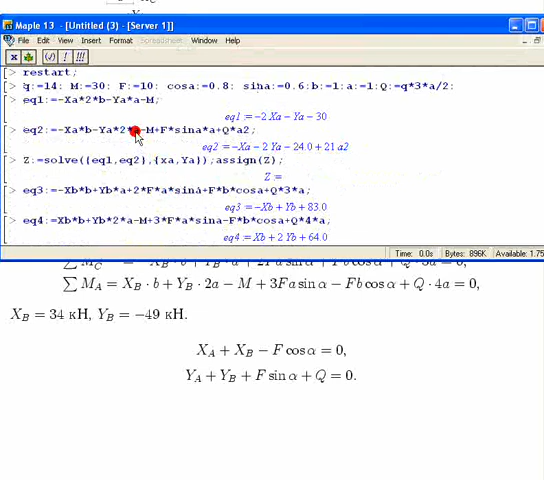 Maple 13 - [Untitled (3) - [Server 1]]
File Edit View Insert Format Spreadsheet Window Help
> restart;
> q:=14: M:=30: F:=10: cosa:=0.8: sina:=0.6:b:=1:a:=1:Q:=q*3*a/2:
> eq1:=-Xa*2*b-Ya*a-M;
eq1 := -2 Xa - Ya - 30
> eq2:=-Xa*b-Ya*2*a-M+F*sina*a+Q*a2;
eq2 := -Xa - 2 Ya - 24.0 + 21 a2
> Z:=solve({eq1,eq2},{xa,Ya});assign(Z);
Z =
> eq3:=-Xb*b+Yb*a+2*F*a*sina+F*b*cosa+Q*3*a;
eq3 := -Xb + Yb + 83.0
> eq4:=Xb*b+Yb*2*a-M+3*F*a*sina-F*b*cosa+Q*4*a;
eq4 := Xb + 2 Yb + 64.0
Time: 0.0s Bytes: 896K Available: 1.75
∑ M_A = X_B · b + Y_B · 2a − M + 3Fa sin α − Fb cos α + Q · 4a = 0,
X_B = 34 кН, Y_B = −49 кН.
X_A + X_B − F cos α = 0,
Y_A + Y_B + F sin α + Q = 0.